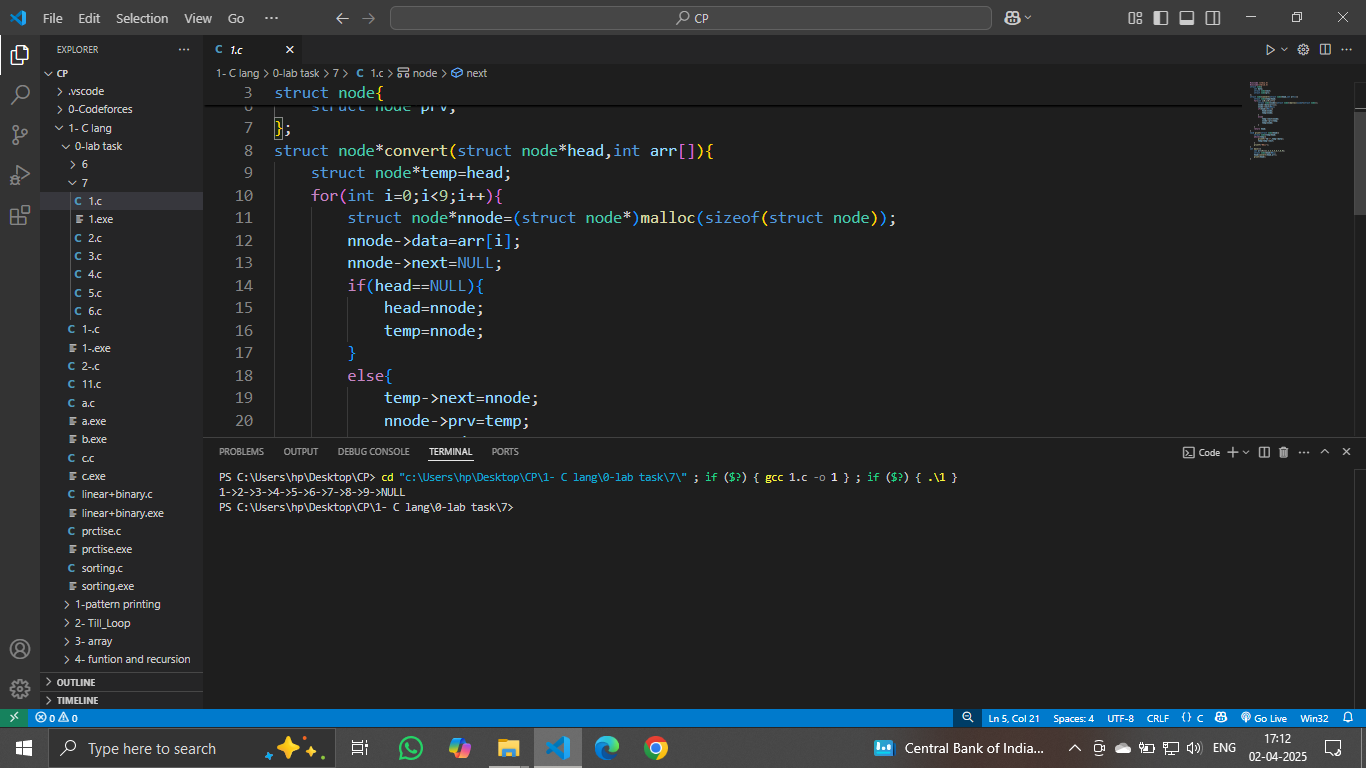 File Edit Selection View Go ··· CP
EXPLORER ···
CP
.vscode
0-Codeforces
1- C lang
0-lab task
6
7
C 1.c
1.exe
C 2.c
C 3.c
C 4.c
C 5.c
C 6.c
C 1-.c
1-.exe
C 2-.c
C 11.c
C a.c
a.exe
b.exe
C c.c
c.exe
C linear+binary.c
linear+binary.exe
C prctise.c
prctise.exe
C sorting.c
sorting.exe
1-pattern printing
2- Till_Loop
3- array
4- funtion and recursion
OUTLINE
TIMELINE
C 1.c
1- C lang > 0-lab task > 7 > C 1.c > node > next
3 struct node{
7 };
8 struct node*convert(struct node*head,int arr[]){
9 struct node*temp=head;
10 for(int i=0;i<9;i++){
11 struct node*nnode=(struct node*)malloc(sizeof(struct node));
12 nnode->data=arr[i];
13 nnode->next=NULL;
14 if(head==NULL){
15 head=nnode;
16 temp=nnode;
17 }
18 else{
19 temp->next=nnode;
20 nnode->prv=temp;
PROBLEMS OUTPUT DEBUG CONSOLE TERMINAL PORTS Code
PS C:\Users\hp\Desktop\CP> cd "c:\Users\hp\Desktop\CP\1- C lang\0-lab task\7\" ; if ($?) { gcc 1.c -o 1 } ; if ($?) { .\1 }
1->2->3->4->5->6->7->8->9->NULL
PS C:\Users\hp\Desktop\CP\1- C lang\0-lab task\7>
0 0 Ln 5, Col 21 Spaces: 4 UTF-8 CRLF {} C Go Live Win32
Type here to search Central Bank of India... ENG 17:12
02-04-2025